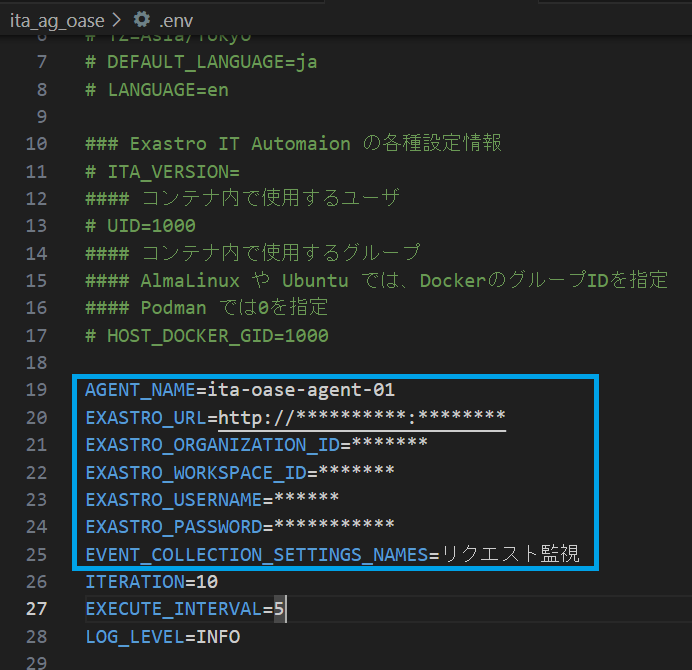 ita_ag_oase > .env
6 # TZ=Asia/Tokyo
7 # DEFAULT_LANGUAGE=ja
8 # LANGUAGE=en
9
10 ### Exastro IT Automaion の各種設定情報
11 # ITA_VERSION=
12 #### コンテナ内で使用するユーザ
13 # UID=1000
14 #### コンテナ内で使用するグループ
15 #### AlmaLinux や Ubuntu では、DockerのグループIDを指定
16 #### Podman では0を指定
17 # HOST_DOCKER_GID=1000
18
19 AGENT_NAME=ita-oase-agent-01
20 EXASTRO_URL=http://**********:********
21 EXASTRO_ORGANIZATION_ID=*******
22 EXASTRO_WORKSPACE_ID=*******
23 EXASTRO_USERNAME=******
24 EXASTRO_PASSWORD=***********
25 EVENT_COLLECTION_SETTINGS_NAMES=リクエスト監視
26 ITERATION=10
27 EXECUTE_INTERVAL=5
28 LOG_LEVEL=INFO
29